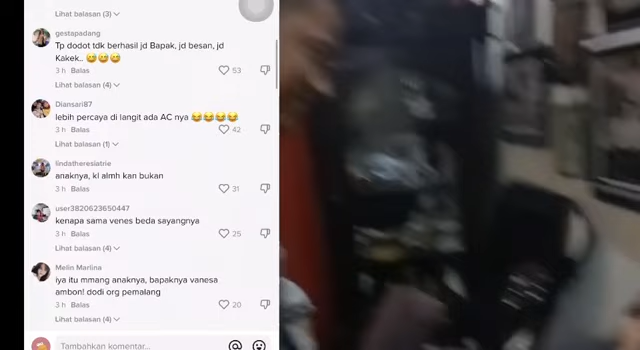 Lihat balasan (3)
gestapadang
Tp dodot tdk berhasil jd Bapak, jd besan, jd
Kakek.. 😅😅😅
3 h Balas 53
Lihat balasan (4)
Diansari87
lebih percaya di langit ada AC nya 😂😂😂😂
3 h Balas 42
Lihat balasan (1)
lindatheresiatrie
anaknya, kl almh kan bukan
3 h Balas 31
user3820623650447
kenapa sama venes beda sayangnya
3 h Balas 25
Lihat balasan (4)
Melin Marlina
iya itu mmang anaknya, bapaknya vanesa
ambon! dodi org pemalang
3 h Balas 20
Lihat balasan (4)
Tambahkan komentar...